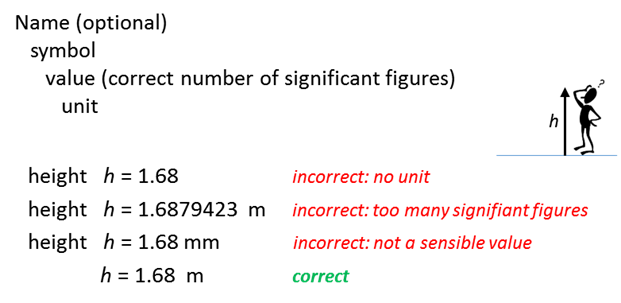 Name (optional)
symbol
value (correct number of significant figures)
unit
?
h
height h = 1.68 incorrect: no unit
height h = 1.6879423 m incorrect: too many signifiant figures
height h = 1.68 mm incorrect: not a sensible value
h = 1.68 m correct